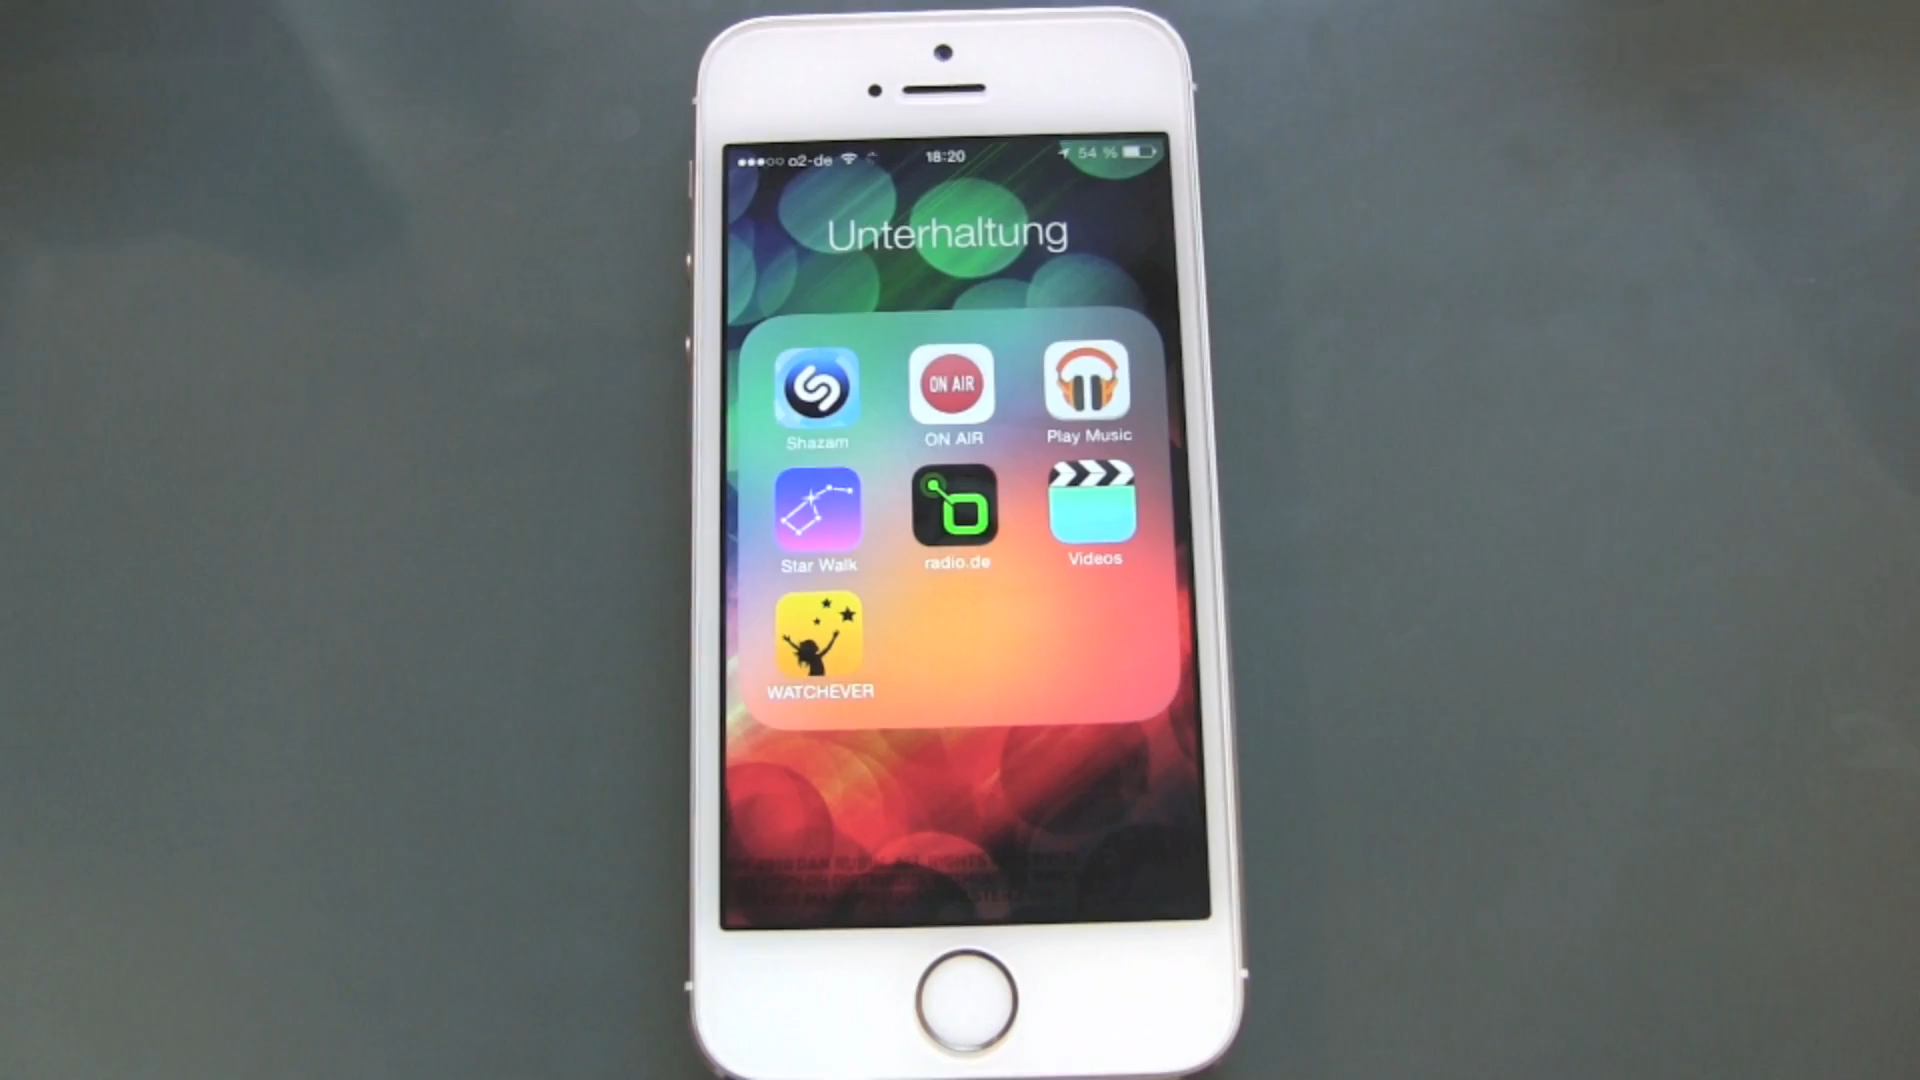 o2-de 18:20 54 %
Unterhaltung
ON AIR
Shazam ON AIR Play Music
Star Walk radio.de Videos
WATCHEVER